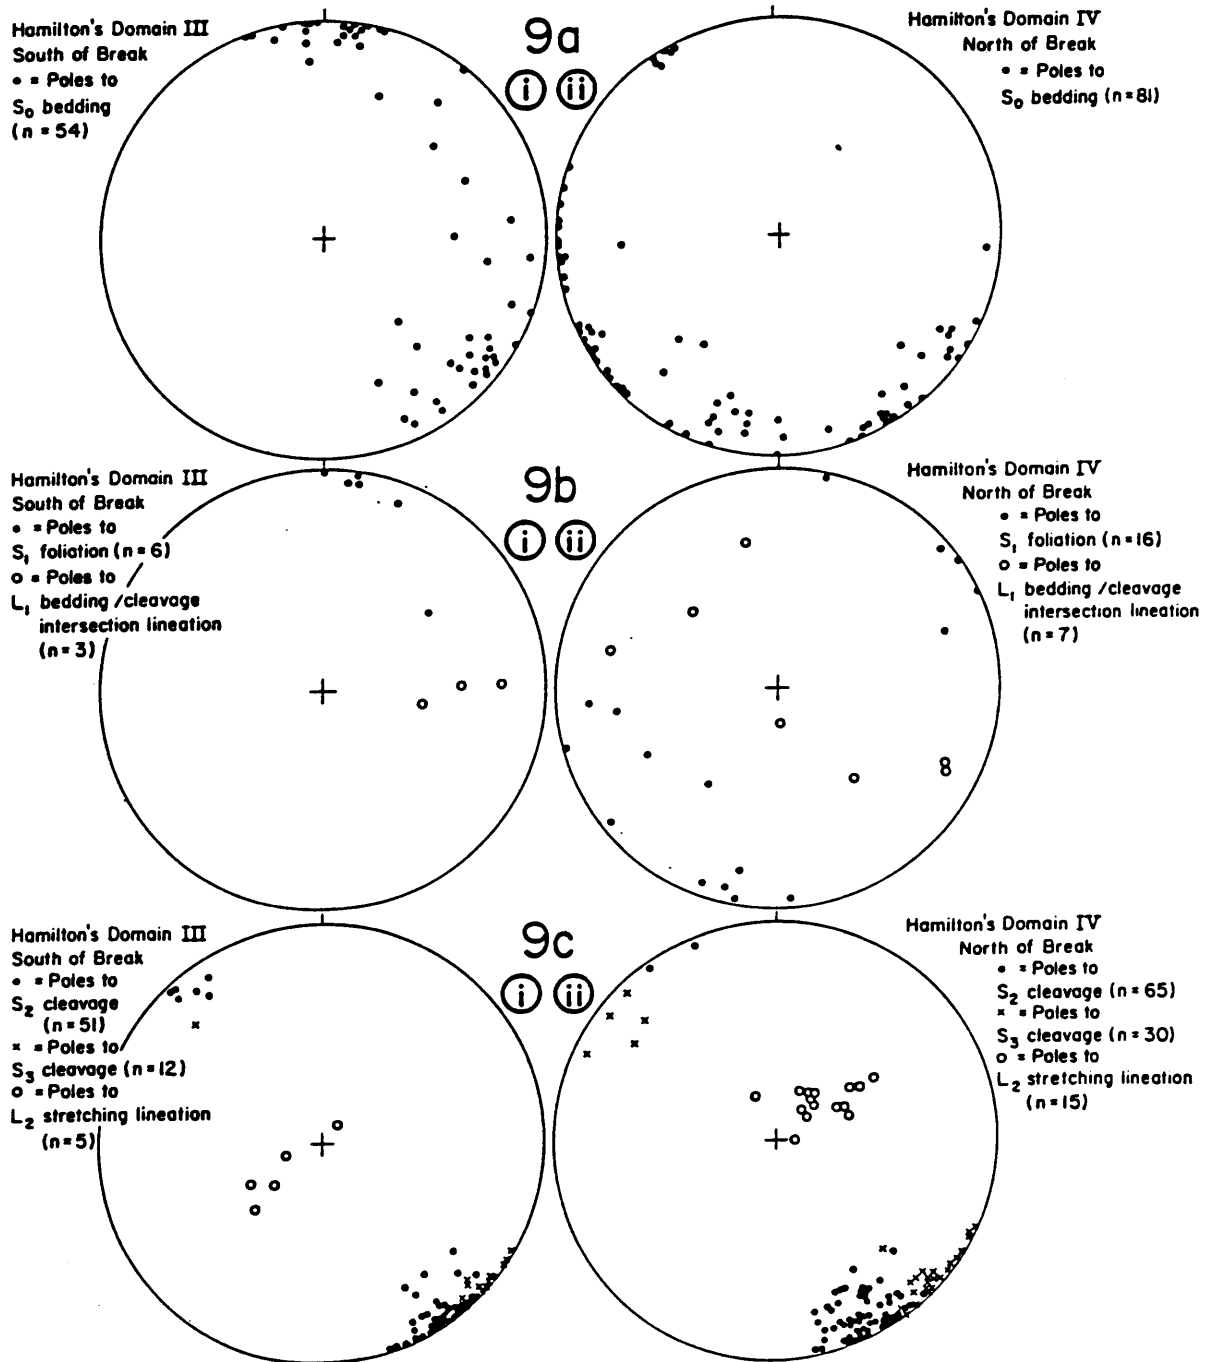 Hamilton's Domain III
South of Break
• = Poles to
S₀ bedding
(n = 54)
9a
i ii
Hamilton's Domain IV
North of Break
• = Poles to
S₀ bedding (n=81)
Hamilton's Domain III
South of Break
• = Poles to
S₁ foliation (n=6)
o = Poles to
L₁ bedding /cleavage
intersection lineation
(n=3)
9b
i ii
Hamilton's Domain IV
North of Break
• = Poles to
S₁ foliation (n=16)
o = Poles to
L₁ bedding /cleavage
intersection lineation
(n=7)
Hamilton's Domain III
South of Break
• = Poles to
S₂ cleavage
(n=51)
x = Poles to
S₃ cleavage (n=12)
o = Poles to
L₂ stretching lineation
(n=5)
9c
i ii
Hamilton's Domain IV
North of Break
• = Poles to
S₂ cleavage (n=65)
x = Poles to
S₃ cleavage (n=30)
o = Poles to
L₂ stretching lineation
(n=15)